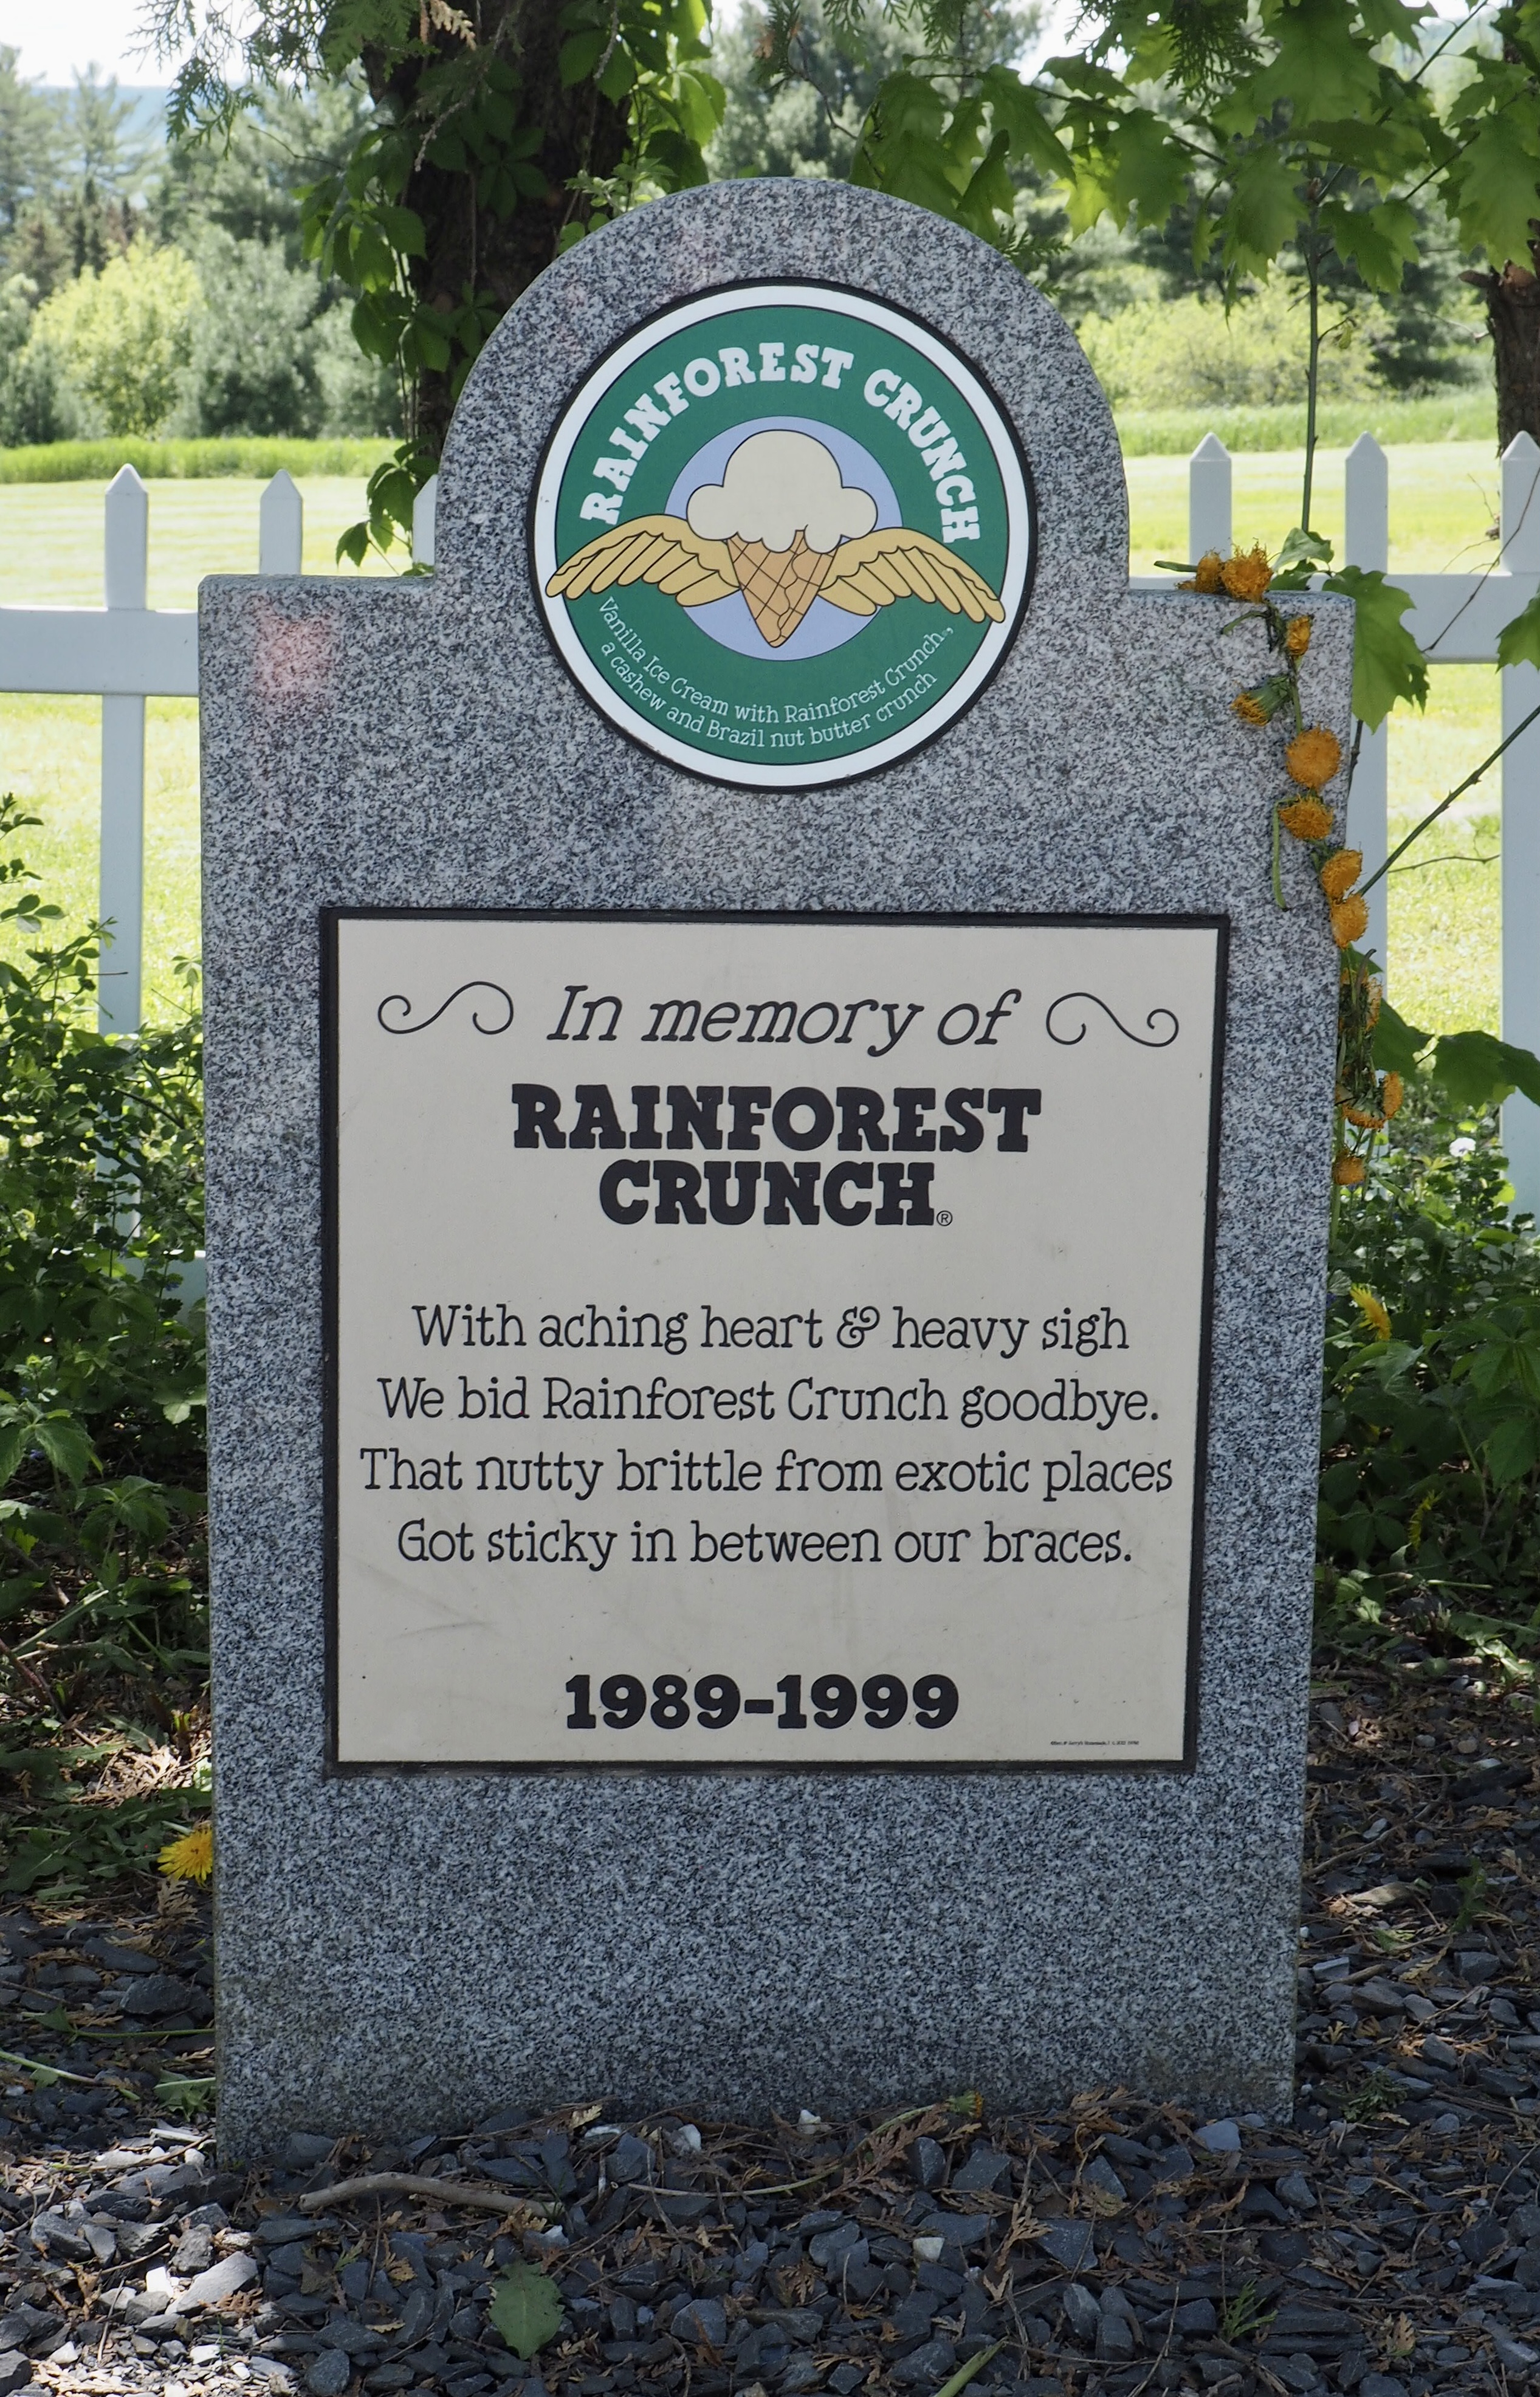 RAINFOREST CRUNCH
Vanilla Ice Cream with Rainforest Crunch™,
a cashew and Brazil nut butter crunch
In memory of
RAINFOREST
CRUNCH®
With aching heart & heavy sigh
We bid Rainforest Crunch goodbye.
That nutty brittle from exotic places
Got sticky in between our braces.
1989-1999